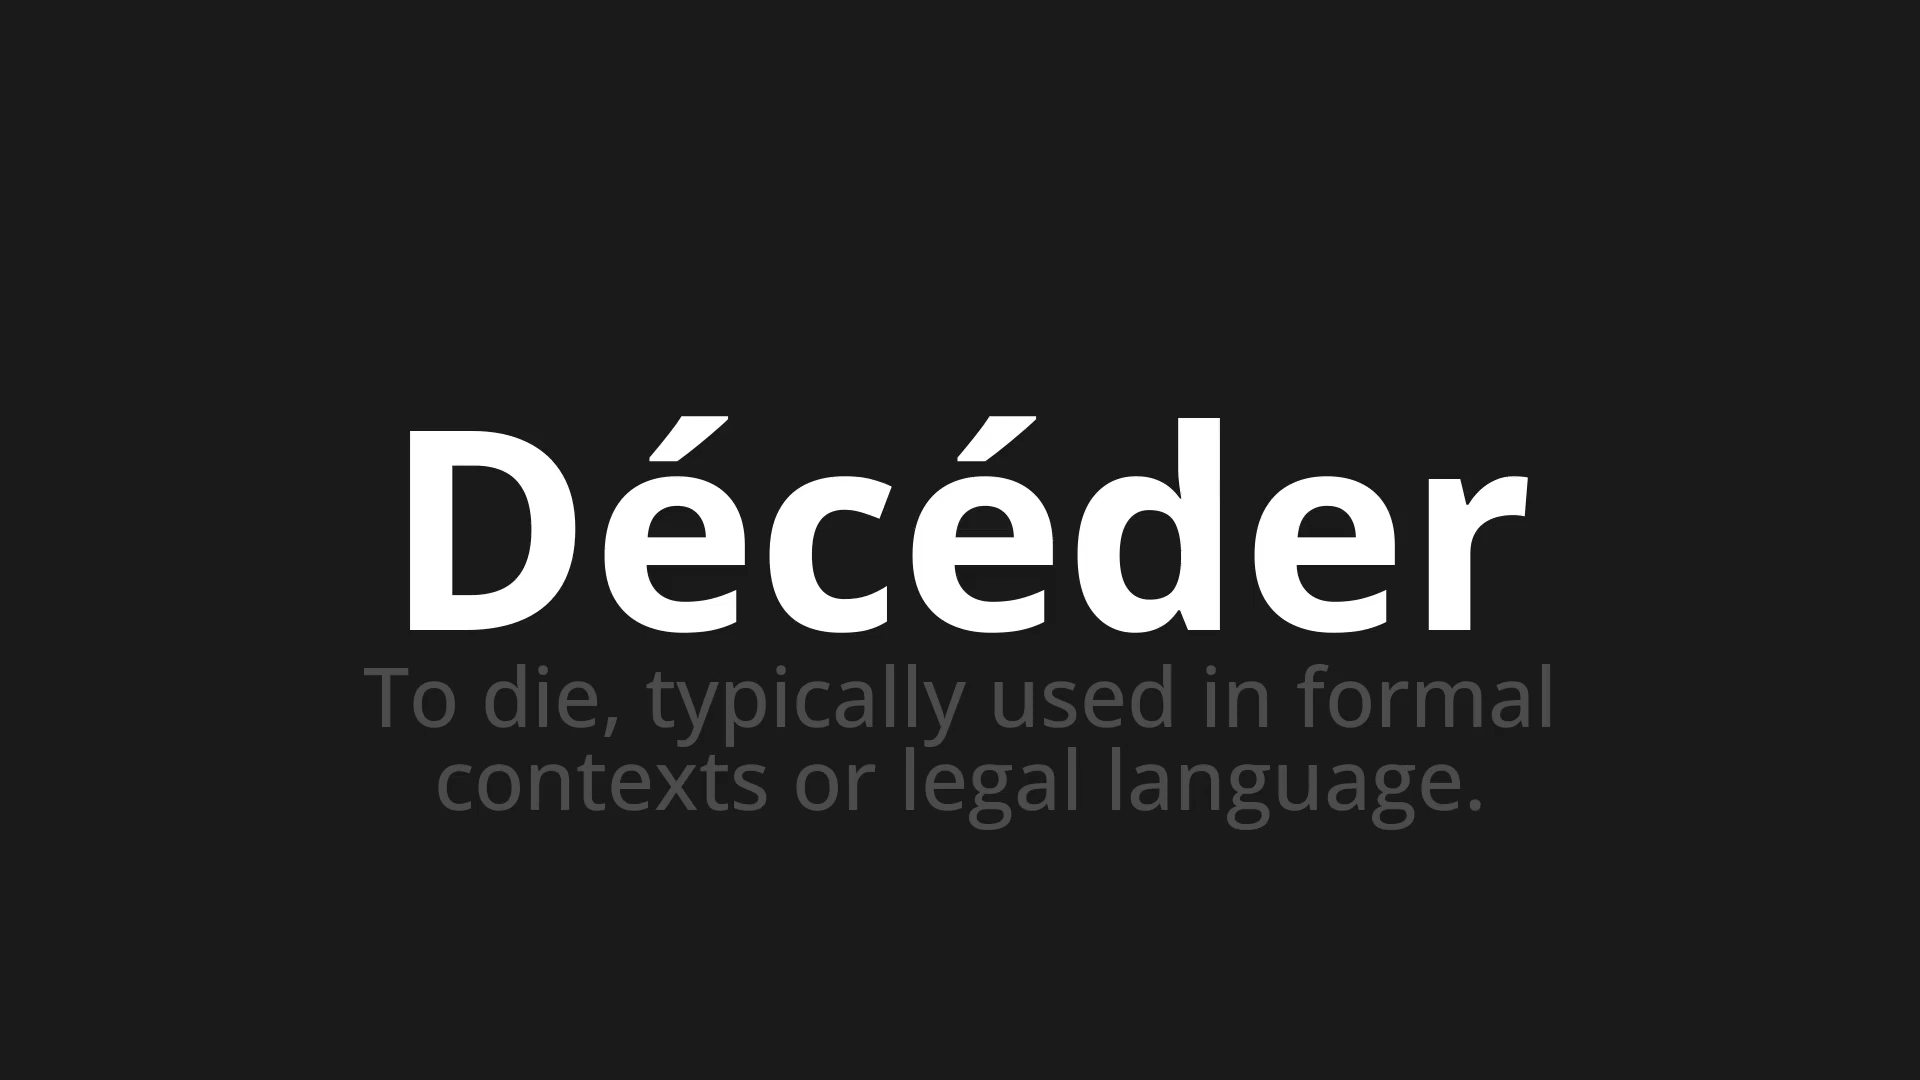 Décéder
To die, typically used in formal
contexts or legal language.